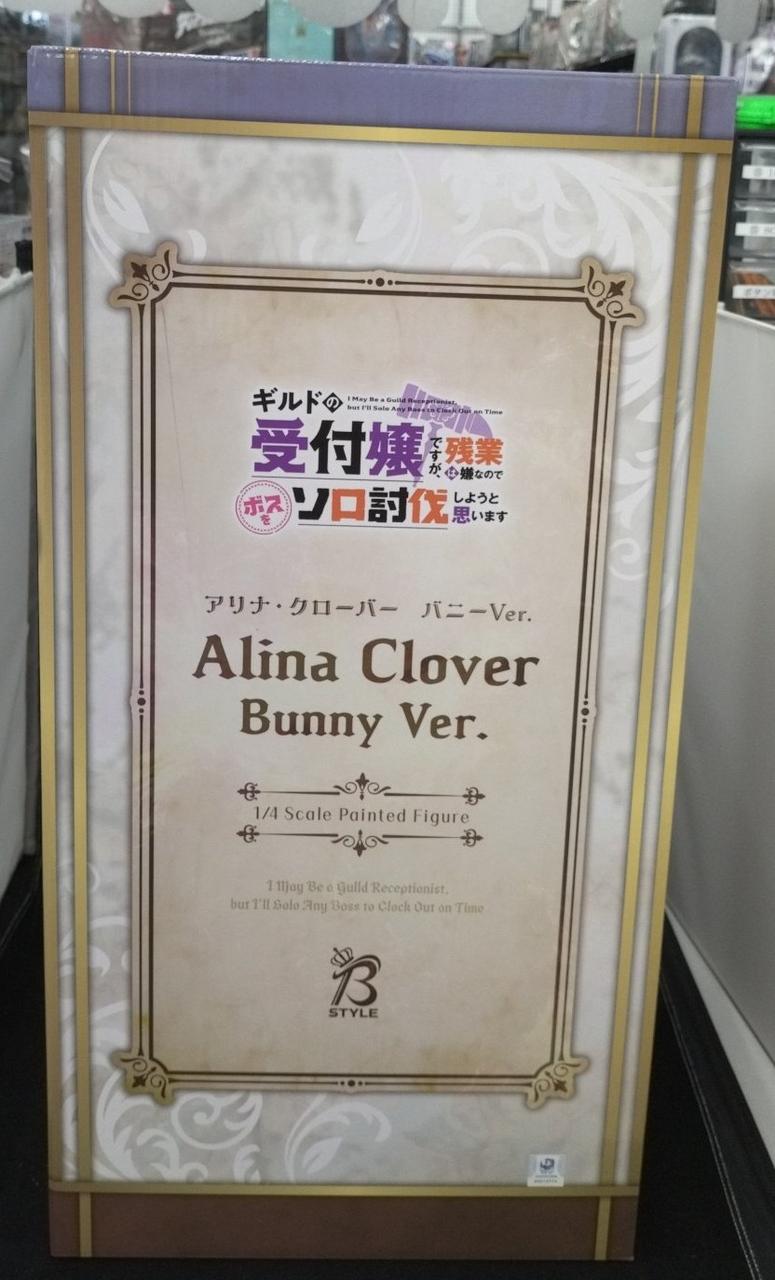 ギルドの
I May Be a Guild Receptionist,
but I'll Solo Any Boss to Clock Out on Time
受付嬢ですが、残業は嫌なので
ボスをソロ討伐しようと思います
アリナ・クローバー バニーVer.
Alina Clover
Bunny Ver.
1/4 Scale Painted Figure
I May Be a Guild Receptionist,
but I'll Solo Any Boss to Clock Out on Time
B
STYLE